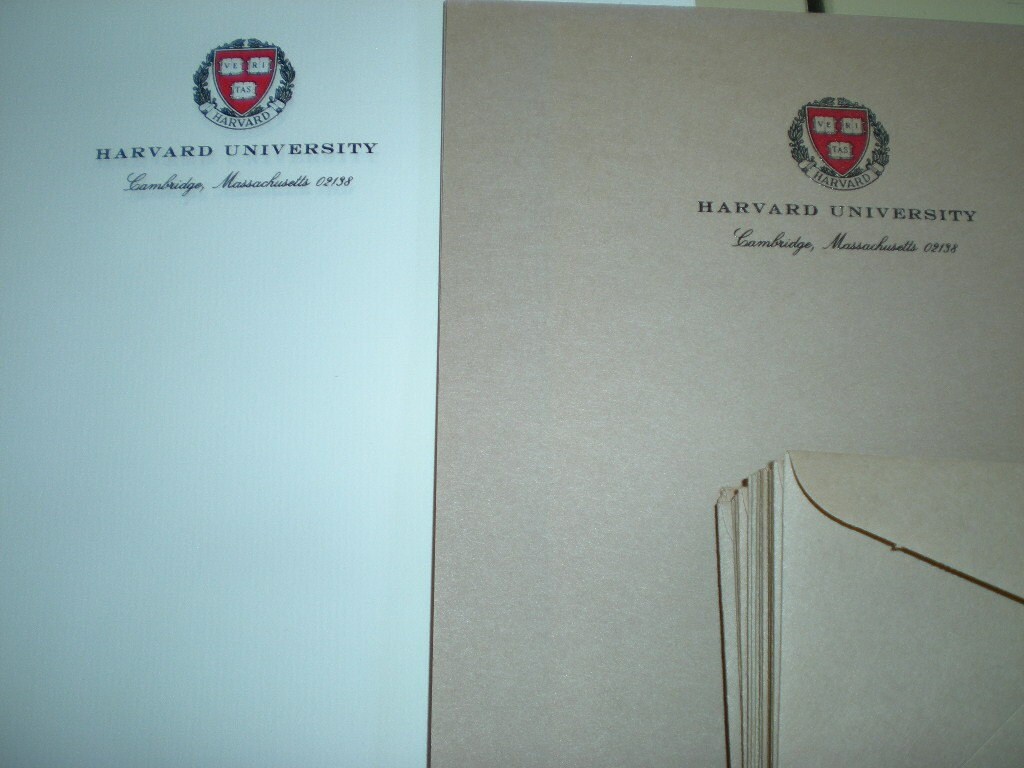 VE RI
TAS
HARVARD
HARVARD UNIVERSITY
Cambridge, Massachusetts 02138
VE RI
TAS
HARVARD
HARVARD UNIVERSITY
Cambridge, Massachusetts 02138